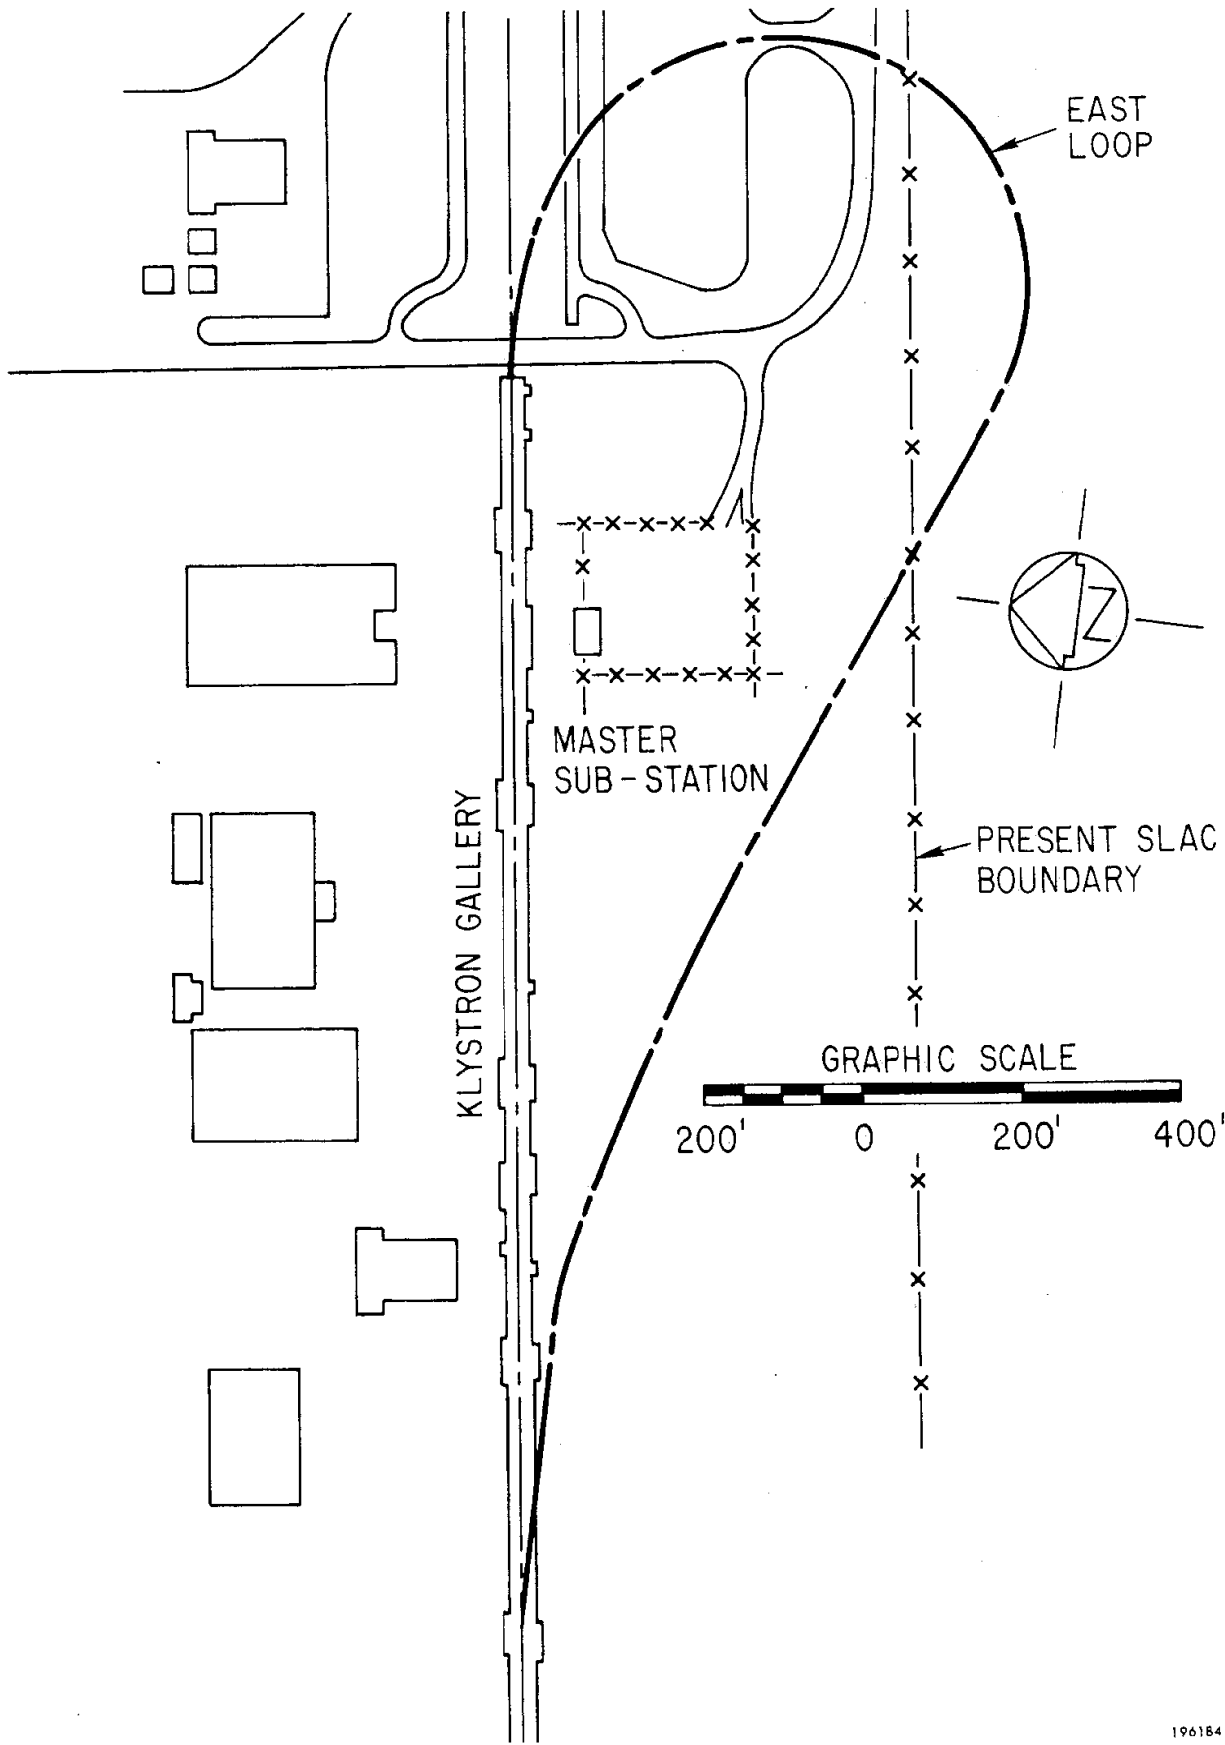 EAST
LOOP
MASTER
SUB-STATION
KLYSTRON GALLERY
N
PRESENT SLAC
BOUNDARY
GRAPHIC SCALE
200' 0 200' 400'
196184